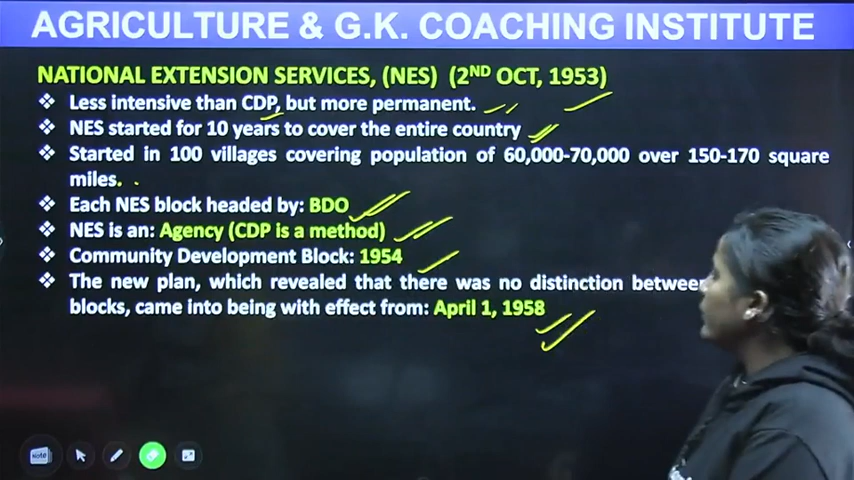 AGRICULTURE & G.K. COACHING INSTITUTE
NATIONAL EXTENSION SERVICES, (NES) (2ND OCT, 1953)
❖ Less intensive than CDP, but more permanent.
❖ NES started for 10 years to cover the entire country
❖ Started in 100 villages covering population of 60,000-70,000 over 150-170 square
miles.
❖ Each NES block headed by: BDO
❖ NES is an: Agency (CDP is a method)
❖ Community Development Block: 1954
❖ The new plan, which revealed that there was no distinction between
blocks, came into being with effect from: April 1, 1958